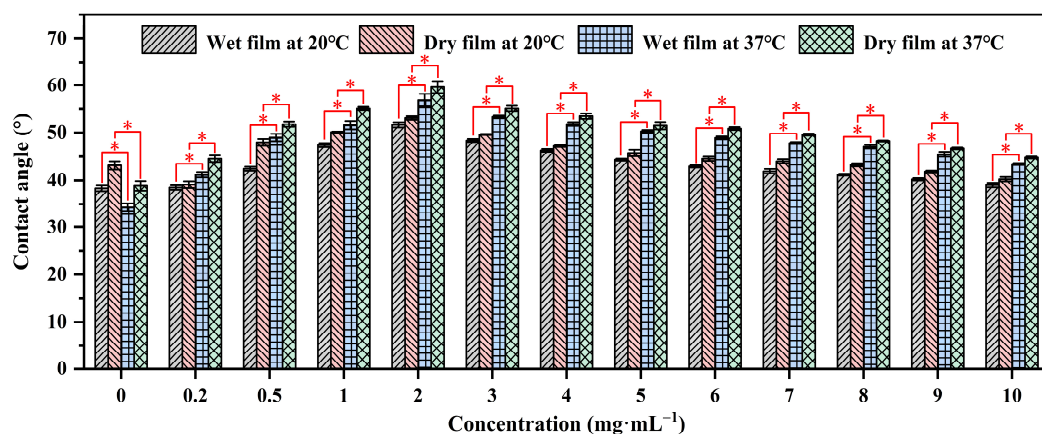 Wet film at 20℃ Dry film at 20℃ Wet film at 37℃ Dry film at 37℃
70
60
50
40
30
20
10
0
Contact angle (°)
* * * * * * * * * * * * * * * * * * * * * * * * * *
0 0.2 0.5 1 2 3 4 5 6 7 8 9 10
Concentration (mg·mL⁻¹)